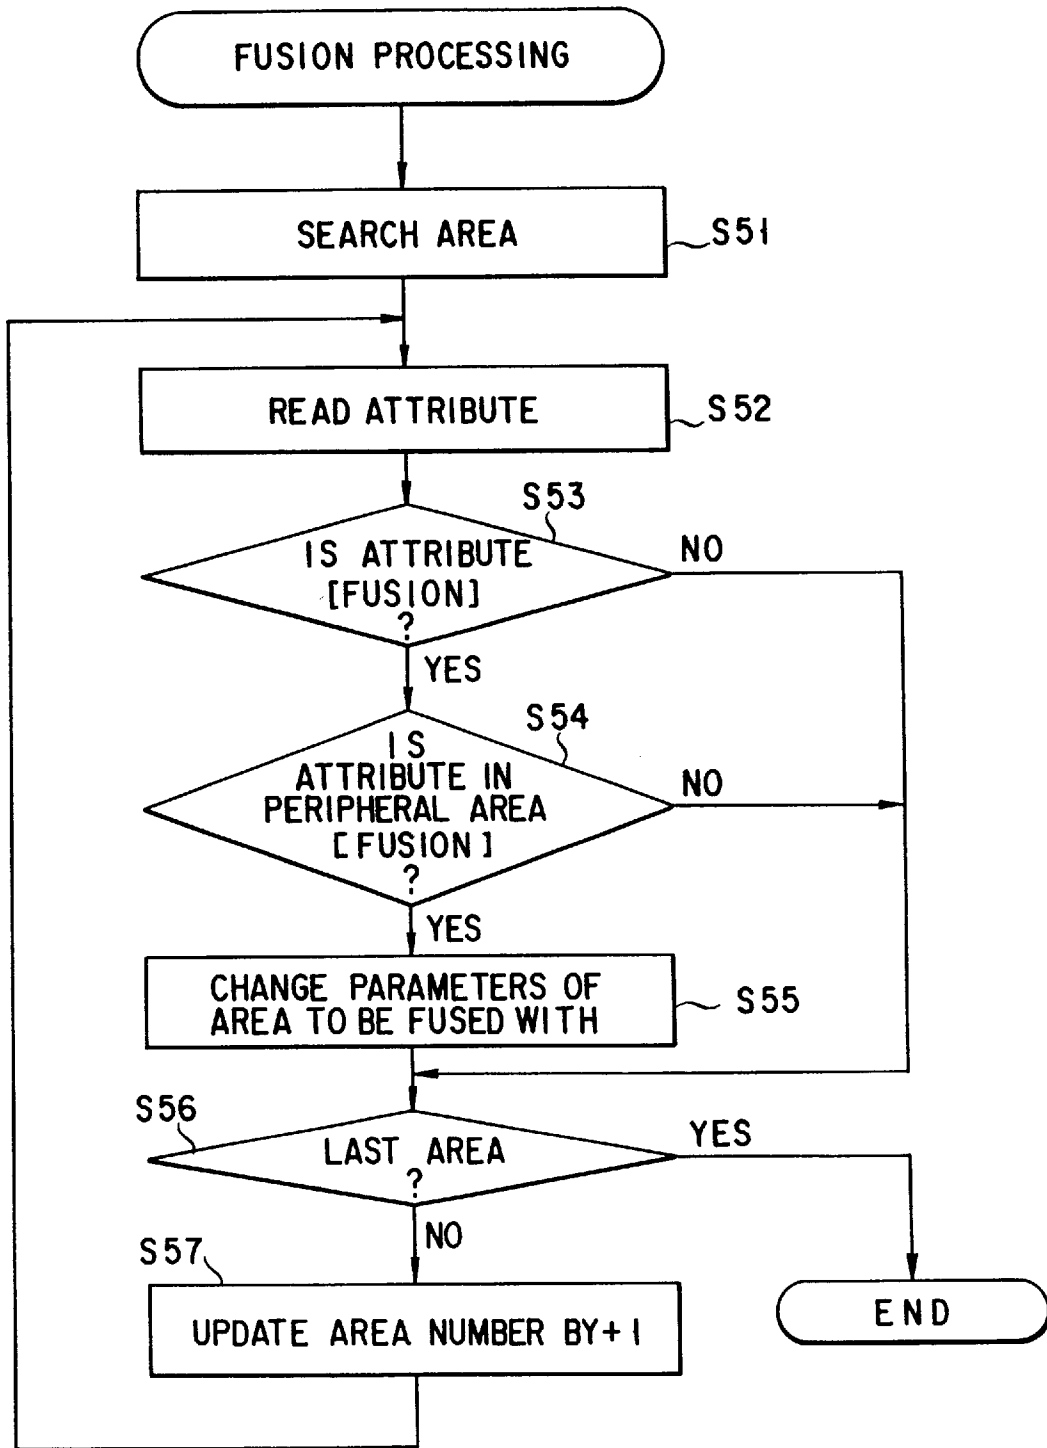 FUSION PROCESSING
SEARCH AREA
S51
READ ATTRIBUTE
S52
S53
IS ATTRIBUTE
[FUSION]
?
NO
YES
S54
IS
ATTRIBUTE IN
PERIPHERAL AREA
[FUSION]
?
NO
YES
CHANGE PARAMETERS OF
AREA TO BE FUSED WITH
S55
S56
LAST AREA
?
YES
NO
S57
UPDATE AREA NUMBER BY+1
END